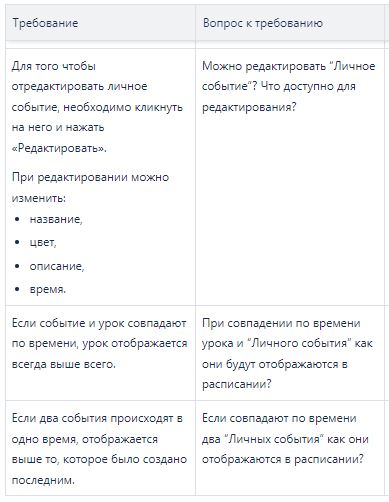 Требование
Вопрос к требованию
Для того чтобы
отредактировать личное
событие, необходимо кликнуть
на него и нажать
«Редактировать».
При редактировании можно
изменить:
• название,
• цвет,
• описание,
• время.
Можно редактировать “Личное
событие”? Что доступно для
редактирования?
Если событие и урок совпадают
по времени, урок отображается
всегда выше всего.
При совпадении по времени
урока и “Личного события” как
они будут отображаются в
расписании?
Если два события происходят в
одно время, отображается
выше то, которое было создано
последним.
Если совпадают по времени
два “Личных события” как они
отображаются в расписании?